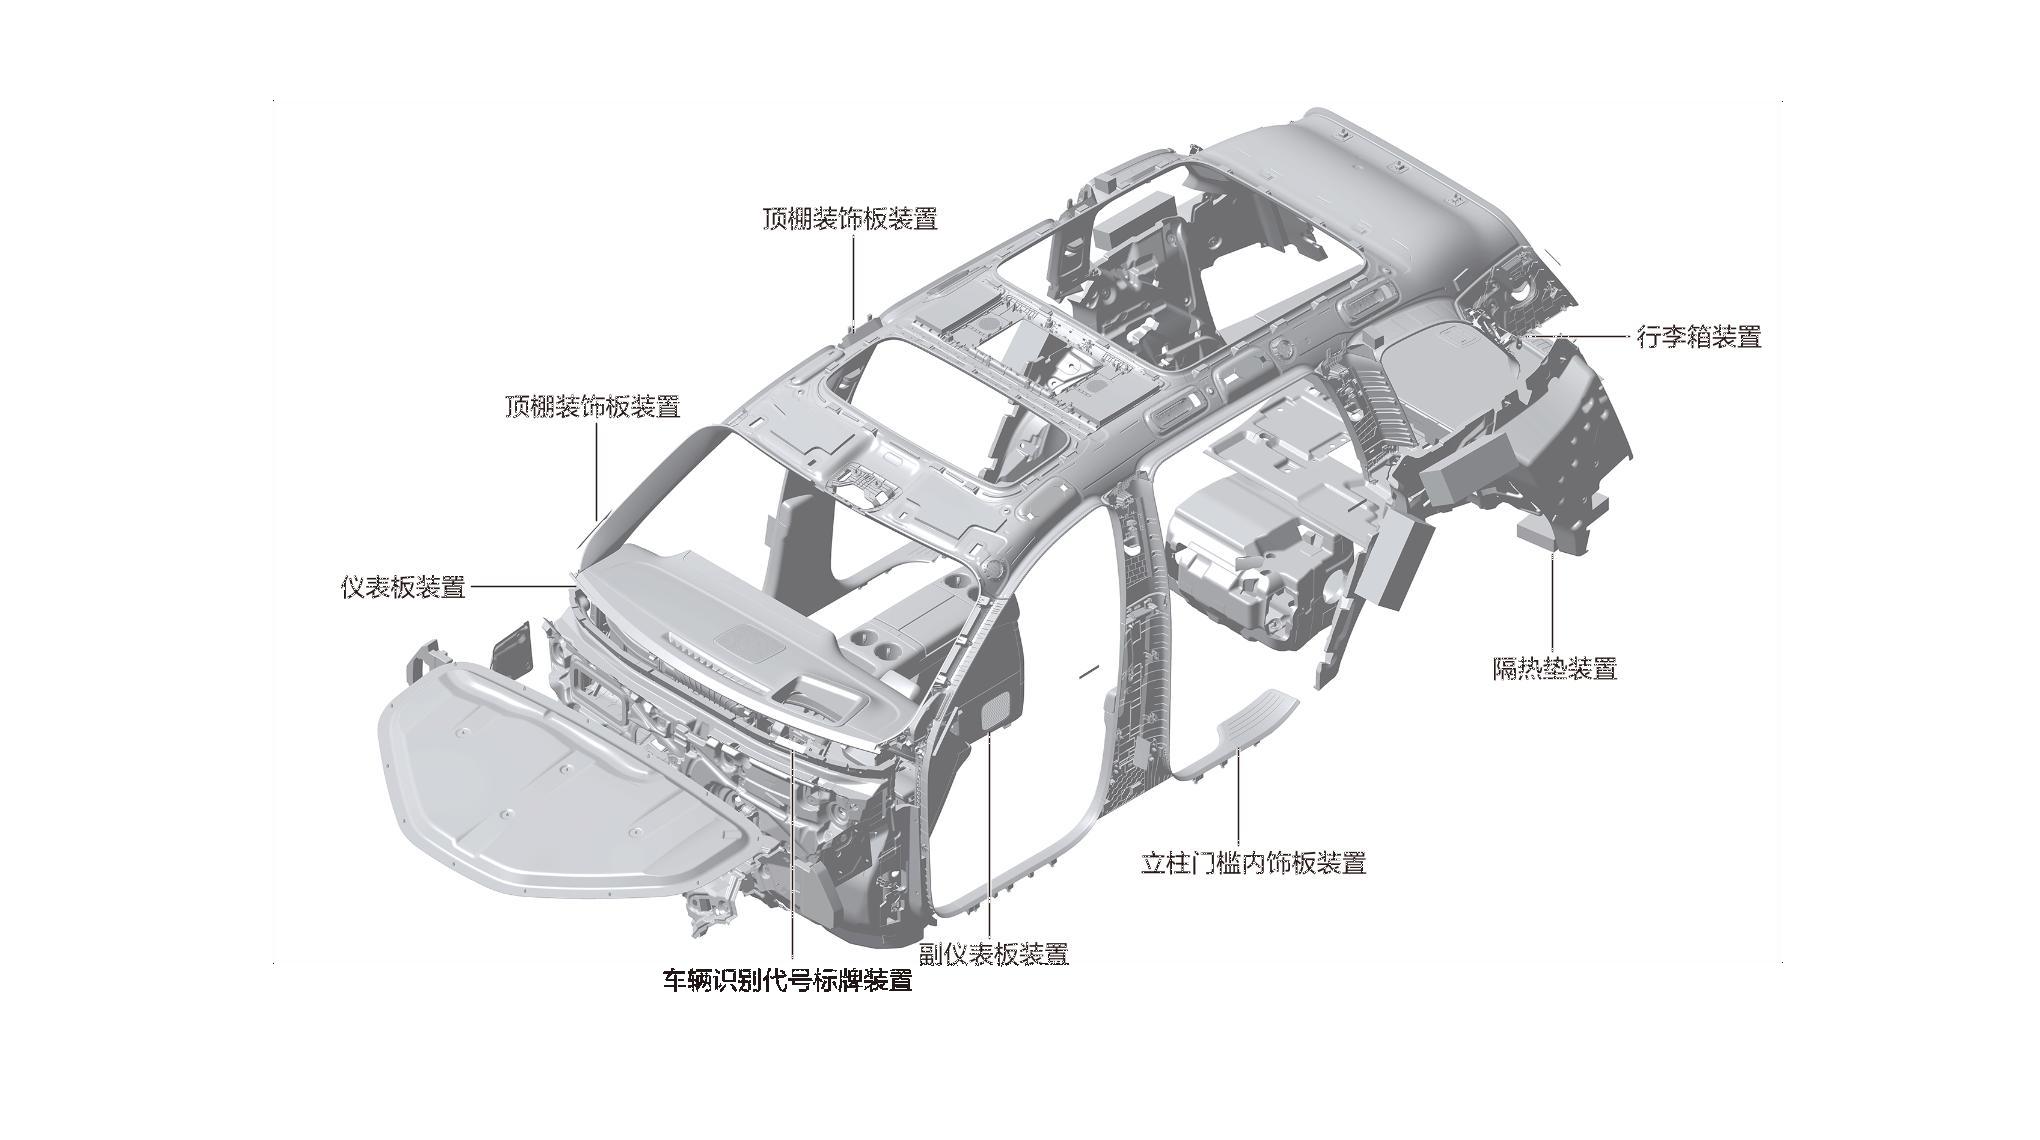 顶棚装饰板装置
行李箱装置
顶棚装饰板装置
仪表板装置
隔热垫装置
立柱门槛内饰板装置
副仪表板装置
车辆识别代号标牌装置